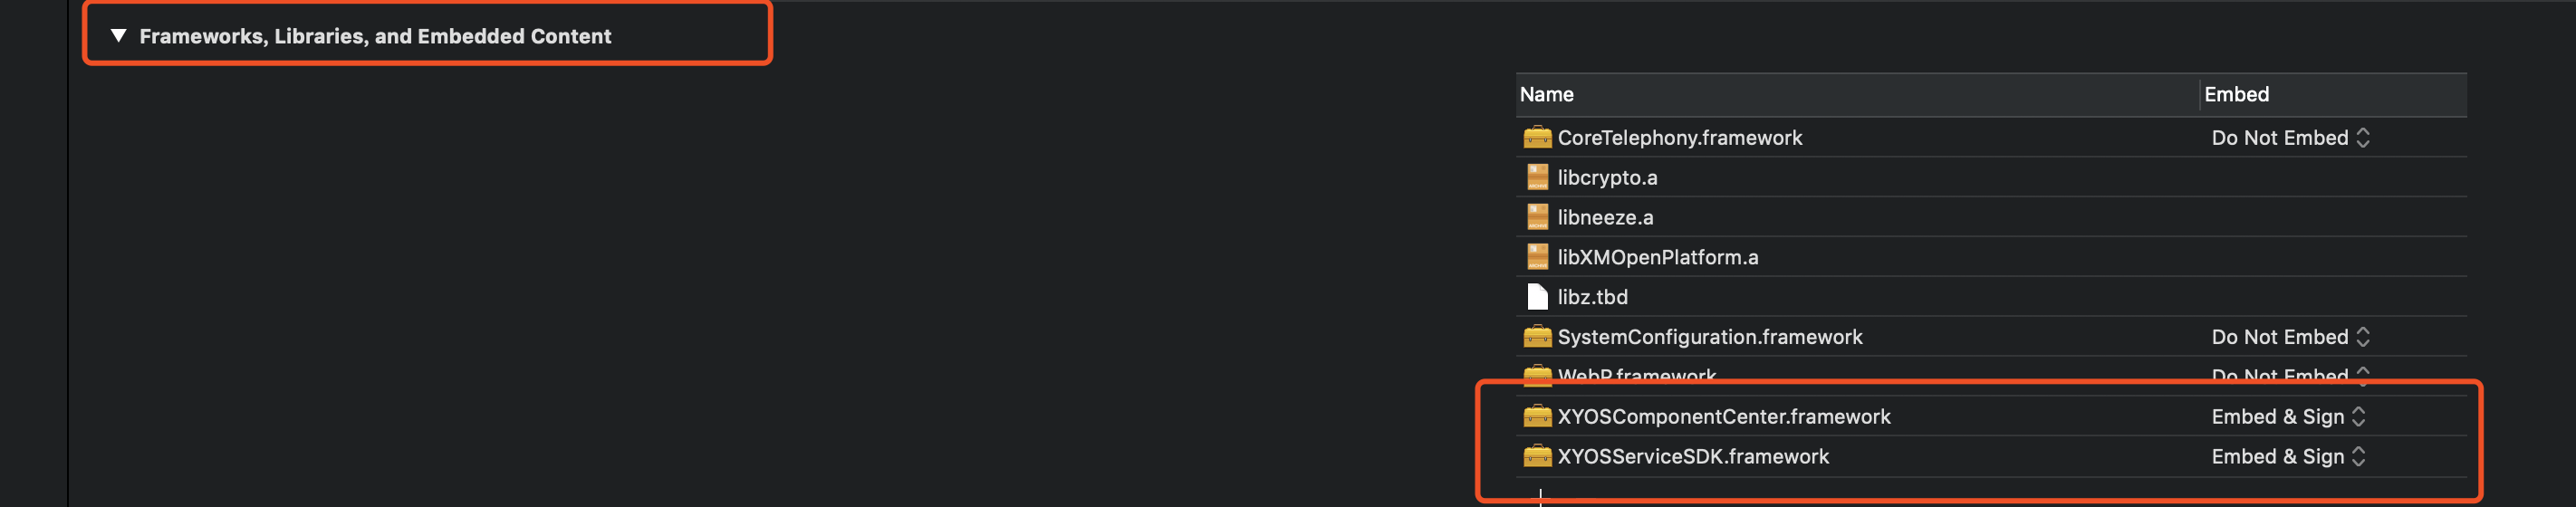 Frameworks, Libraries, and Embedded Content
Name Embed
CoreTelephony.framework Do Not Embed
libcrypto.a
libneeze.a
libXMOpenPlatform.a
libz.tbd
SystemConfiguration.framework Do Not Embed
WebP.framework Do Not Embed
XYOSComponentCenter.framework Embed & Sign
XYOSServiceSDK.framework Embed & Sign